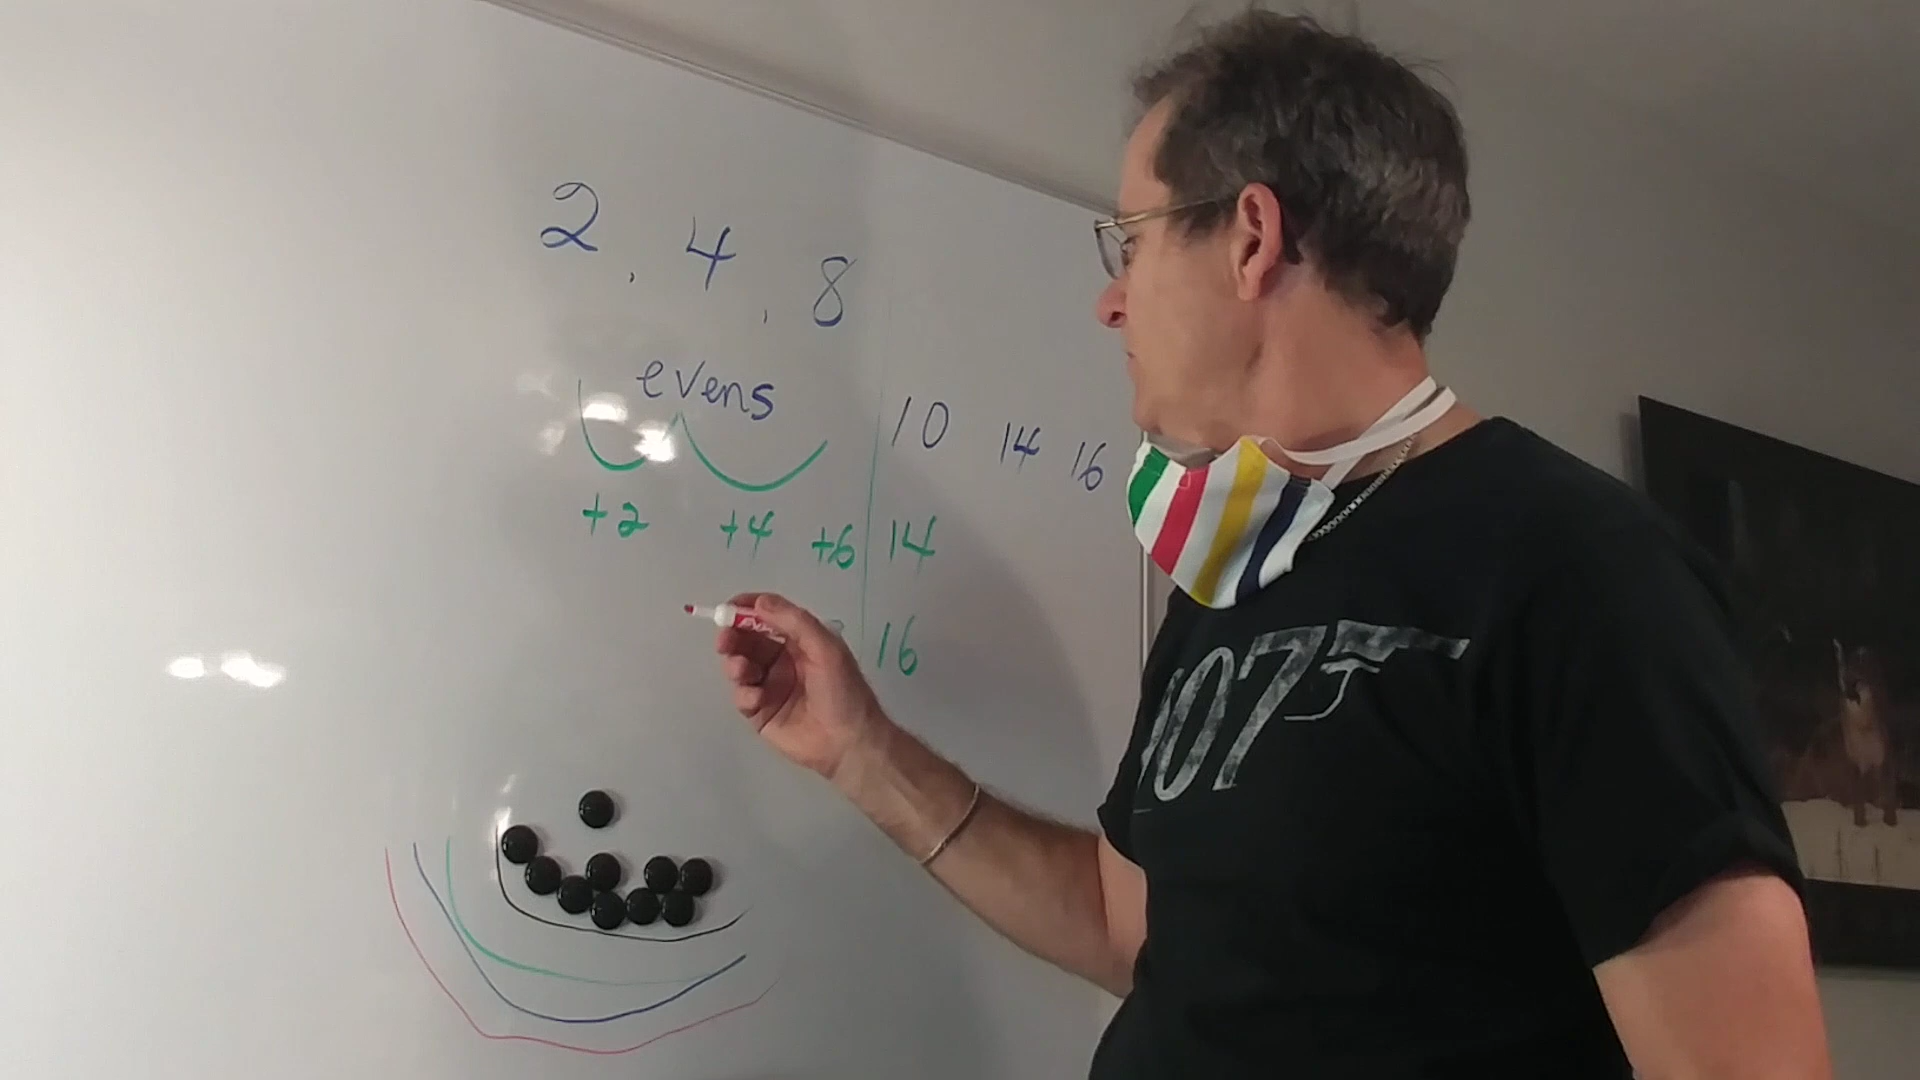 2, 4, 8
evens
10 14 16
+2 +4 +6 14
16
007